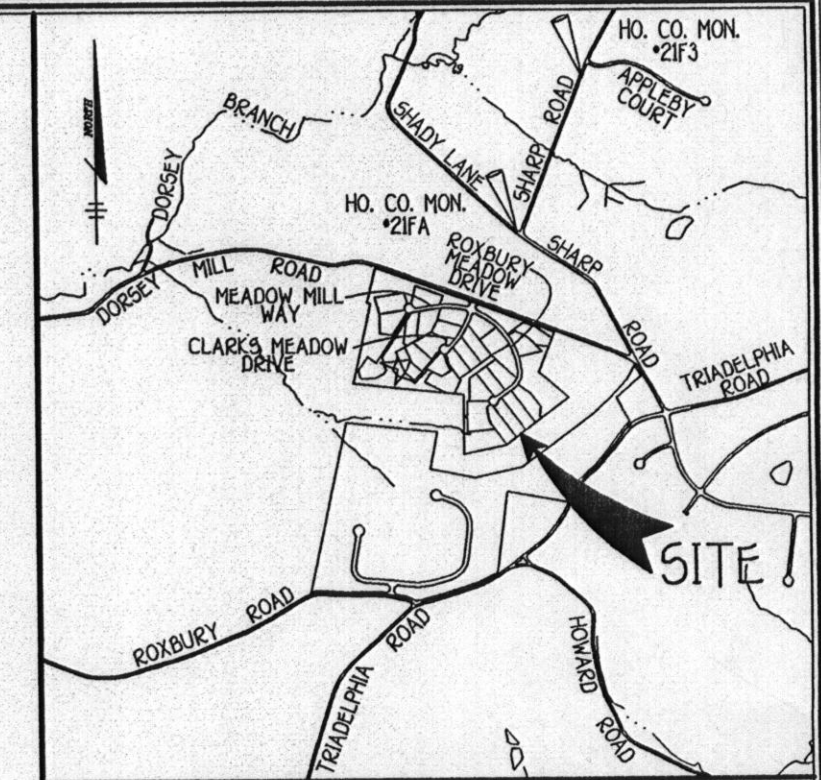 HO. CO. MON.
•21F3
APPLEBY
COURT
NORTH
BRANCH
DORSEY
SHADY LANE
SHARP ROAD
HO. CO. MON.
•21FA
ROXBURY
MEADOW
DRIVE
SHARP
ROAD
DORSEY MILL ROAD
MEADOW MILL
WAY
CLARKS MEADOW
DRIVE
TRIADELPHIA
ROAD
SITE
ROXBURY ROAD
TRIADELPHIA ROAD
HOWARD
ROAD